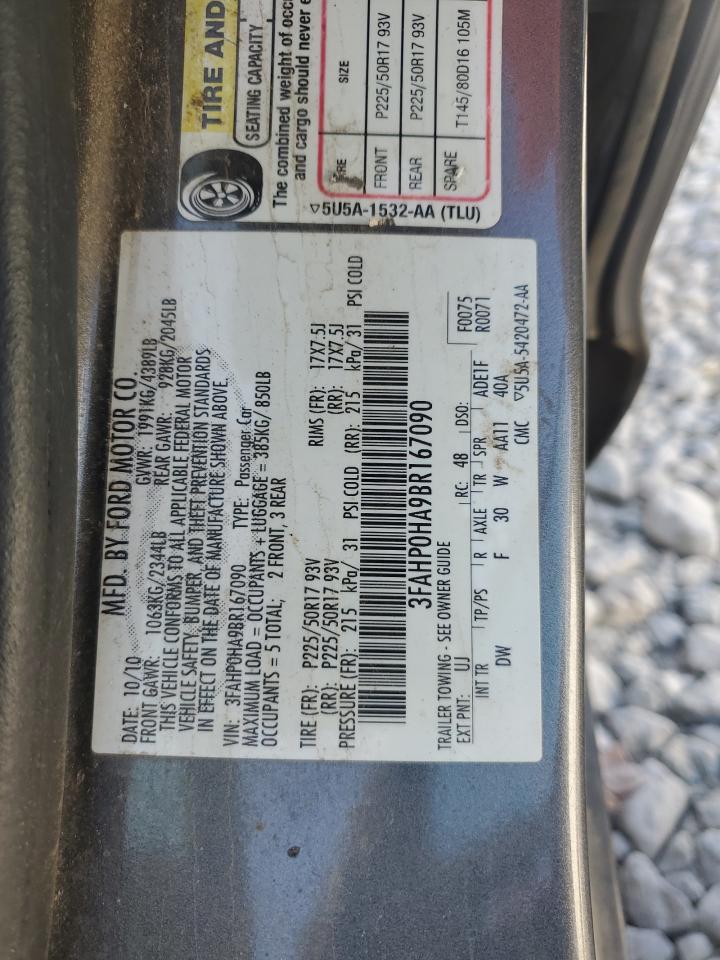 TIRE AND
SEATING CAPACITY
The combined weight of occ
and cargo should never e
SIZE
FRONT P225/50R17 93V
REAR P225/50R17 93V
SPARE T145/80D16 105M
5U5A-1532-AA (TLU)
MFD. BY FORD MOTOR CO.
DATE: 10/10 GVWR: 1991KG/4389LB
FRONT GAWR: 1063KG/2344LB REAR GAWR: 928KG/2045LB
THIS VEHICLE CONFORMS TO ALL APPLICABLE FEDERAL MOTOR
VEHICLE SAFETY, BUMPER, AND THEFT PREVENTION STANDARDS
IN EFFECT ON THE DATE OF MANUFACTURE SHOWN ABOVE.
VIN: 3FAHP0HA9BR167090 TYPE: Passenger Car
MAXIMUM LOAD = OCCUPANTS + LUGGAGE = 385KG/ 850LB
OCCUPANTS = 5 TOTAL; 2 FRONT, 3 REAR
TIRE (FR): P225/50R17 93V RIMS (FR): 17X7.5J
(RR): P225/50R17 93V (RR): 17X7.5J
PRESSURE (FR): 215 kPa/ 31 PSI COLD (RR): 215 kPa/ 31 PSI COLD
3FAHP0HA9BR167090
TRAILER TOWING - SEE OWNER GUIDE F0075
EXT PNT: UJ RC: 48 DSO: R0071
INT TR TP/PS R AXLE TR SPR ADETF
DW F 30 W AA11 40A
CMC ▽5U5A-5420472-AA